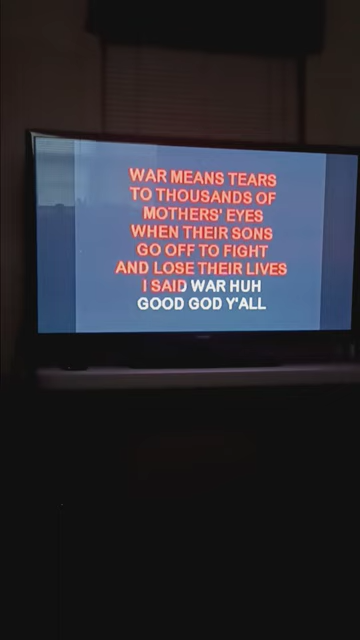 WAR MEANS TEARS
TO THOUSANDS OF
MOTHERS' EYES
WHEN THEIR SONS
GO OFF TO FIGHT
AND LOSE THEIR LIVES
I SAID WAR HUH
GOOD GOD Y'ALL